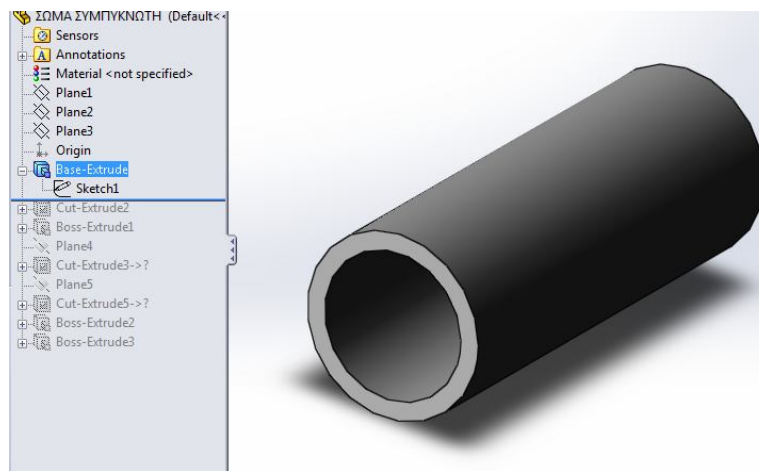 ΣΩΜΑ ΣΥΜΠΥΚΝΩΤΗ (Default<
Sensors
A Annotations
Material <not specified>
Plane1
Plane2
Plane3
Origin
Base-Extrude
Sketch1
Cut-Extrude2
Boss-Extrude1
Plane4
Cut-Extrude3->?
Plane5
Cut-Extrude5->?
Boss-Extrude2
Boss-Extrude3